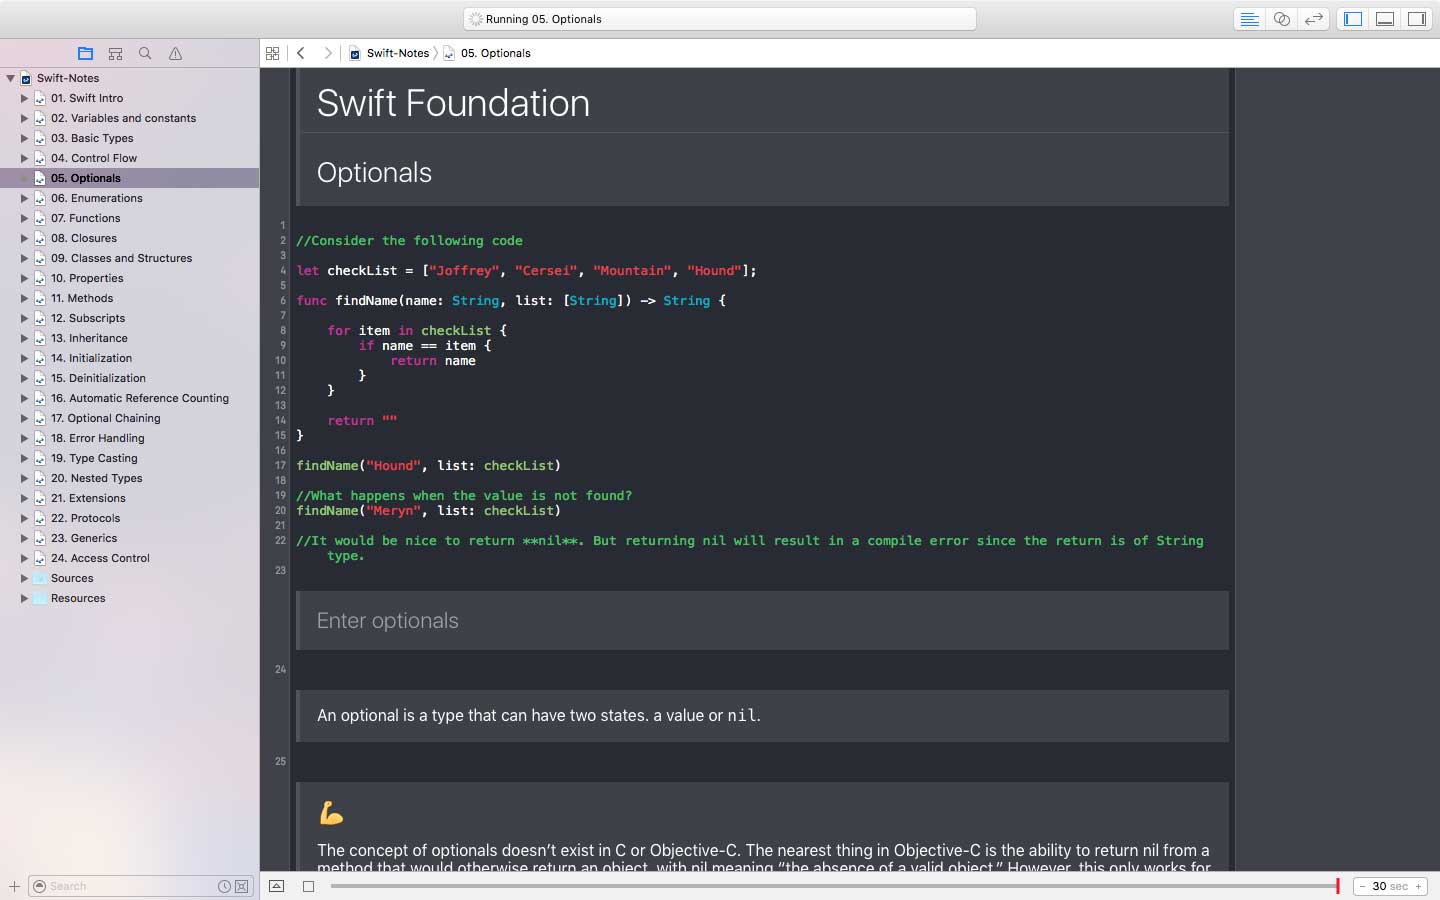 Running 05. Optionals
Swift-Notes
05. Optionals
Swift-Notes
01. Swift Intro
02. Variables and constants
03. Basic Types
04. Control Flow
05. Optionals
06. Enumerations
07. Functions
08. Closures
09. Classes and Structures
10. Properties
11. Methods
12. Subscripts
13. Inheritance
14. Initialization
15. Deinitialization
16. Automatic Reference Counting
17. Optional Chaining
18. Error Handling
19. Type Casting
20. Nested Types
21. Extensions
22. Protocols
23. Generics
24. Access Control
Sources
Resources
Search
Swift Foundation
Optionals
1
2 //Consider the following code
3
4 let checkList = ["Joffrey", "Cersei", "Mountain", "Hound"];
5
6 func findName(name: String, list: [String]) -> String {
7
8 for item in checkList {
9 if name == item {
10 return name
11 }
12 }
13
14 return ""
15 }
16
17 findName("Hound", list: checkList)
18
19 //What happens when the value is not found?
20 findName("Meryn", list: checkList)
21
22 //It would be nice to return **nil**. But returning nil will result in a compile error since the return is of String
type.
23
Enter optionals
24
An optional is a type that can have two states. a value or nil.
25
The concept of optionals doesn’t exist in C or Objective-C. The nearest thing in Objective-C is the ability to return nil from a
method that would otherwise return an object, with nil meaning “the absence of a valid object.” However, this only works for
- 30 sec +